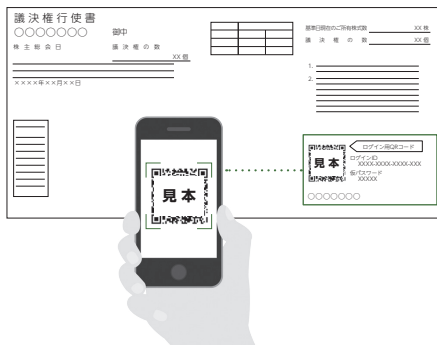 議決権行使書
○○○○○○○ 御中
株主総会日 議決権の数 XX個
××××年××月××日
基準日現在のご所有株式数 XX株
議決権の数 XX個
1.
2.
見本
ログイン用QRコード
ログインID
XXXX-XXXX-XXXX-XXX
仮パスワード
XXXXX
見本
○○○○○○○